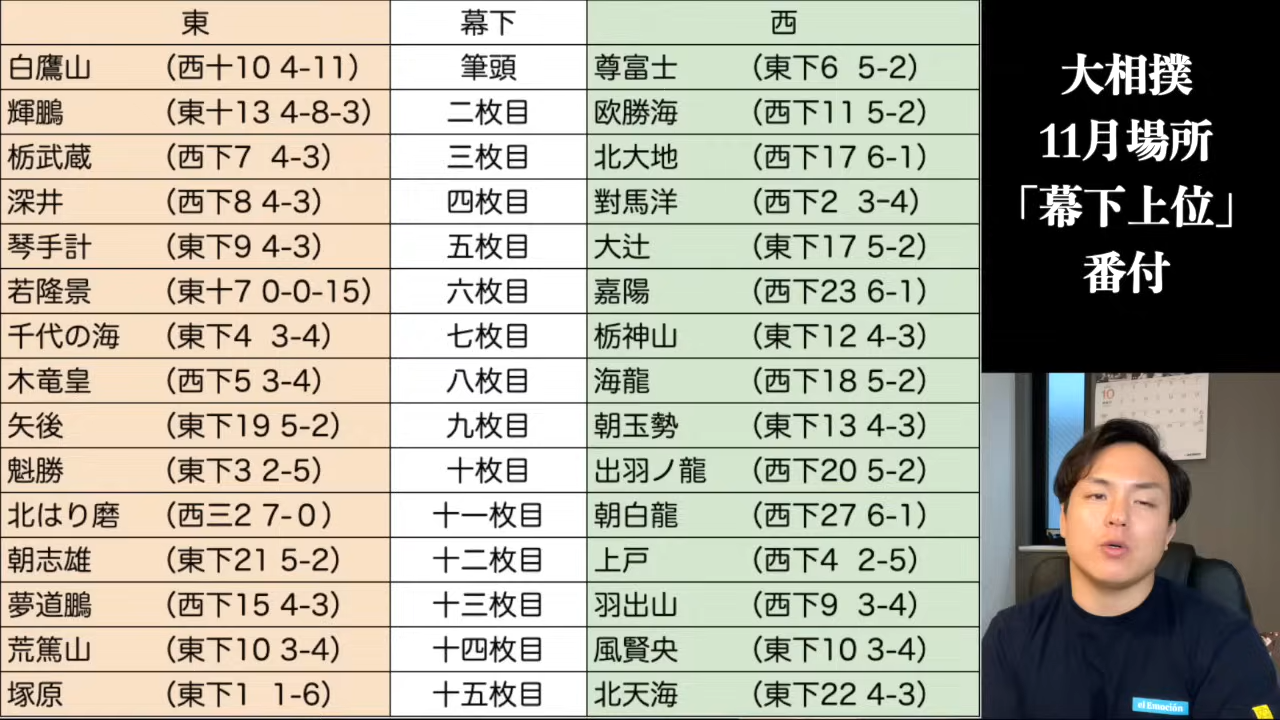 東 幕下 西
白鷹山 （西十10 4-11） 筆頭 尊富士 （東下6 5-2）
輝鵬 （東十13 4-8-3） 二枚目 欧勝海 （西下11 5-2）
栃武蔵 （西下7 4-3） 三枚目 北大地 （西下17 6-1）
深井 （西下8 4-3） 四枚目 對馬洋 （西下2 3-4）
琴手計 （東下9 4-3） 五枚目 大辻 （東下17 5-2）
若隆景 （東十7 0-0-15） 六枚目 嘉陽 （西下23 6-1）
千代の海 （東下4 3-4） 七枚目 栃神山 （東下12 4-3）
木竜皇 （西下5 3-4） 八枚目 海龍 （西下18 5-2）
矢後 （東下19 5-2） 九枚目 朝玉勢 （東下13 4-3）
魁勝 （東下3 2-5） 十枚目 出羽ノ龍 （西下20 5-2）
北はり磨 （西三2 7-０） 十一枚目 朝白龍 （西下27 6-1）
朝志雄 （東下21 5-2） 十二枚目 上戸 （西下4 2-5）
夢道鵬 （西下15 4-3） 十三枚目 羽出山 （西下9 3-4）
荒篤山 （東下10 3-4） 十四枚目 風賢央 （東下10 3-4）
塚原 （東下1 1-6） 十五枚目 北天海 （東下22 4-3）
大相撲
11月場所
「幕下上位」
番付
10
el Emoción